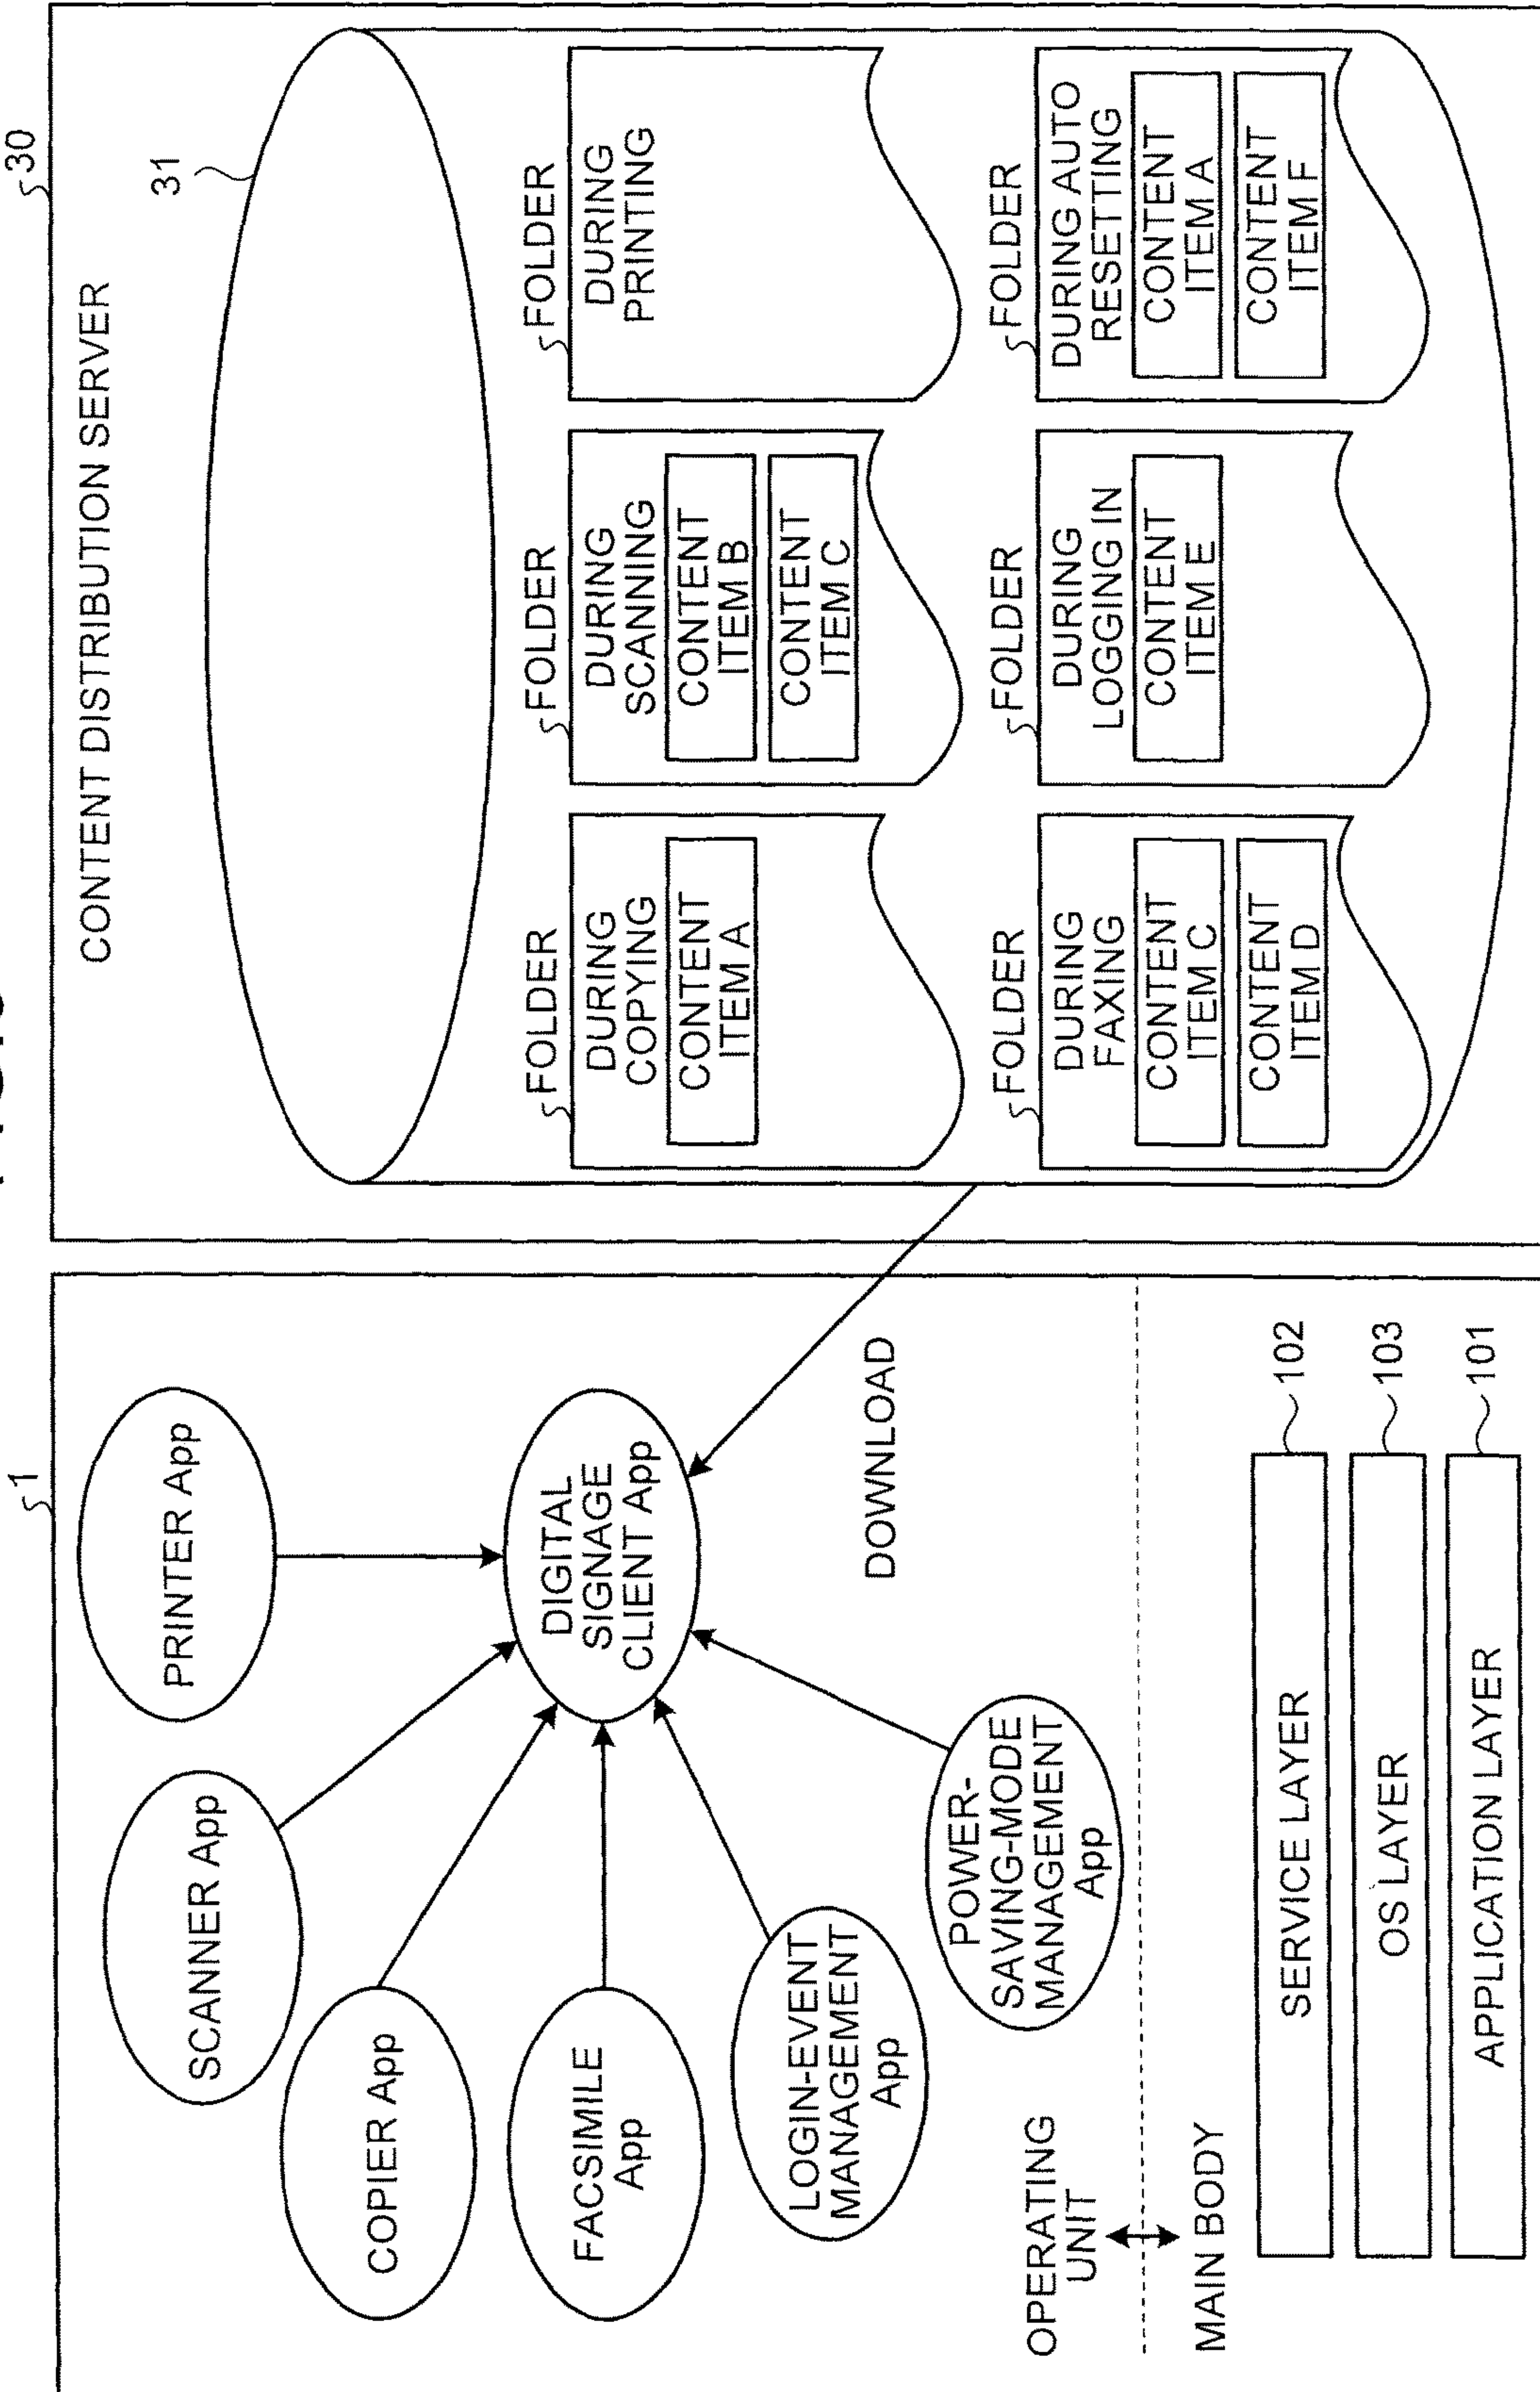 1
PRINTER App
SCANNER App
COPIER App
FACSIMILE
App
LOGIN-EVENT
MANAGEMENT
App
POWER-
SAVING-MODE
MANAGEMENT
App
DIGITAL
SIGNAGE
CLIENT App
DOWNLOAD
OPERATING
UNIT
MAIN BODY
SERVICE LAYER
102
OS LAYER
103
APPLICATION LAYER
101
30
CONTENT DISTRIBUTION SERVER
31
FOLDER
DURING
COPYING
CONTENT
ITEM A
FOLDER
DURING
SCANNING
CONTENT
ITEM B
CONTENT
ITEM C
FOLDER
DURING
PRINTING
FOLDER
DURING
FAXING
CONTENT
ITEM C
CONTENT
ITEM D
FOLDER
DURING
LOGGING IN
CONTENT
ITEM E
FOLDER
DURING AUTO
RESETTING
CONTENT
ITEM A
CONTENT
ITEM F